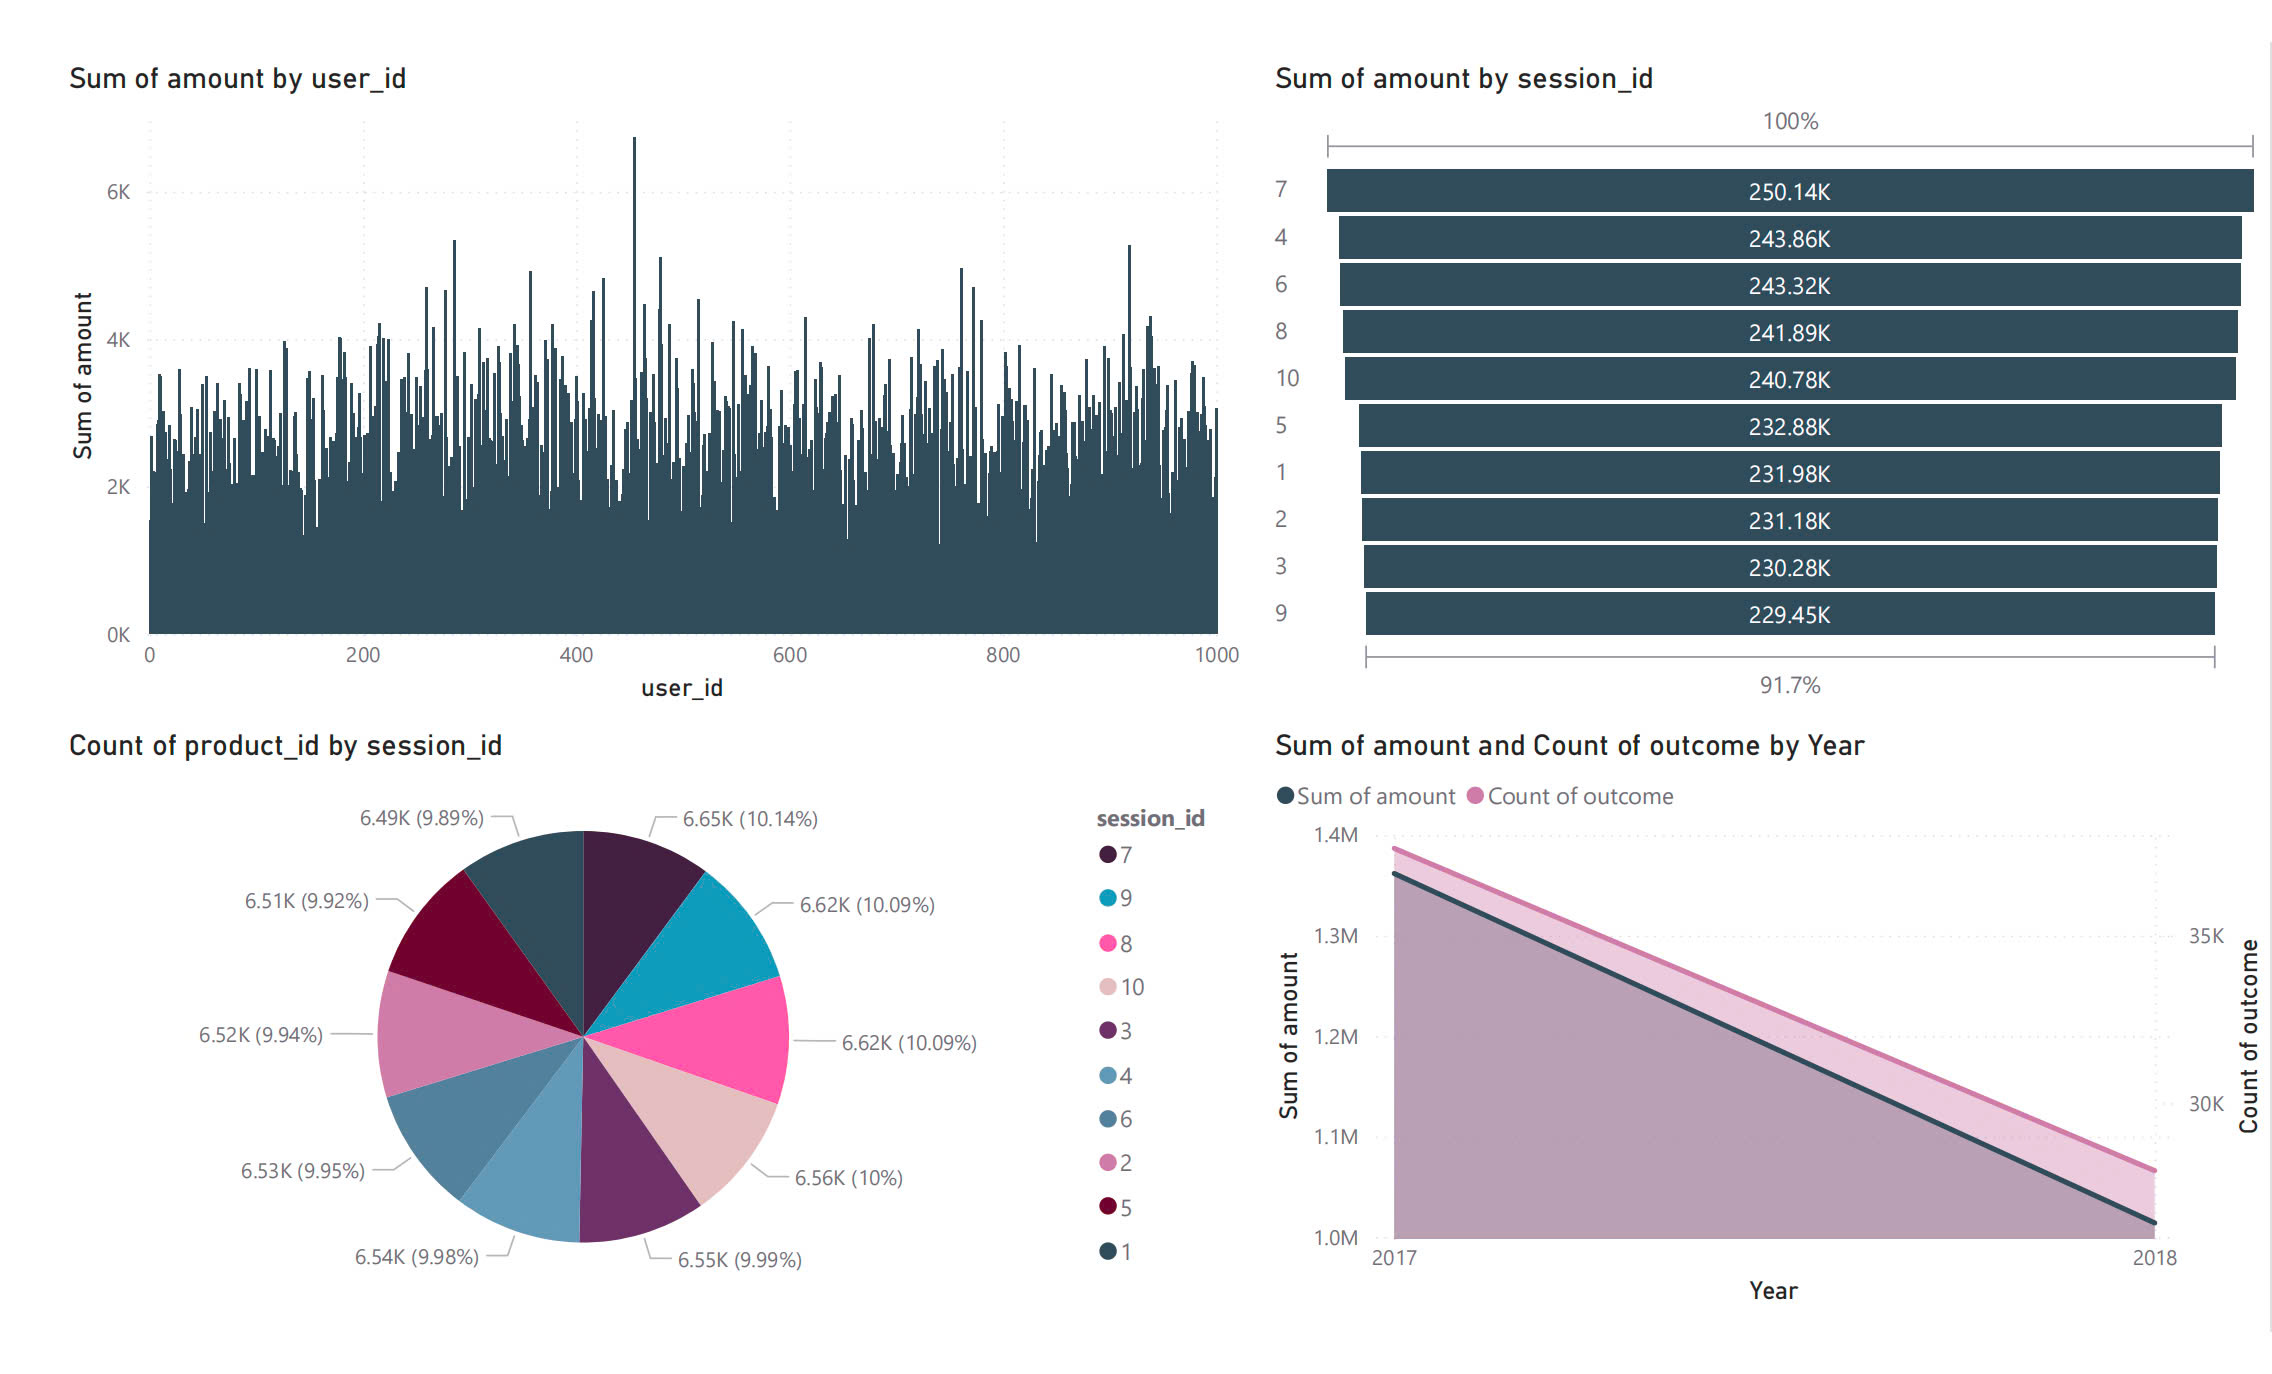 Sum of amount by user_id
6K
4K
2K
0K
Sum of amount
0 200 400 600 800 1000
user_id
Sum of amount by session_id
100%
7 250.14K
4 243.86K
6 243.32K
8 241.89K
10 240.78K
5 232.88K
1 231.98K
2 231.18K
3 230.28K
9 229.45K
91.7%
Count of product_id by session_id
6.49K (9.89%)
6.65K (10.14%)
6.51K (9.92%)
6.62K (10.09%)
6.52K (9.94%)
6.62K (10.09%)
6.53K (9.95%)
6.56K (10%)
6.54K (9.98%)
6.55K (9.99%)
session_id
7
9
8
10
3
4
6
2
5
1
Sum of amount and Count of outcome by Year
Sum of amount Count of outcome
1.4M
1.3M
1.2M
1.1M
1.0M
Sum of amount
35K
30K
Count of outcome
2017 2018
Year